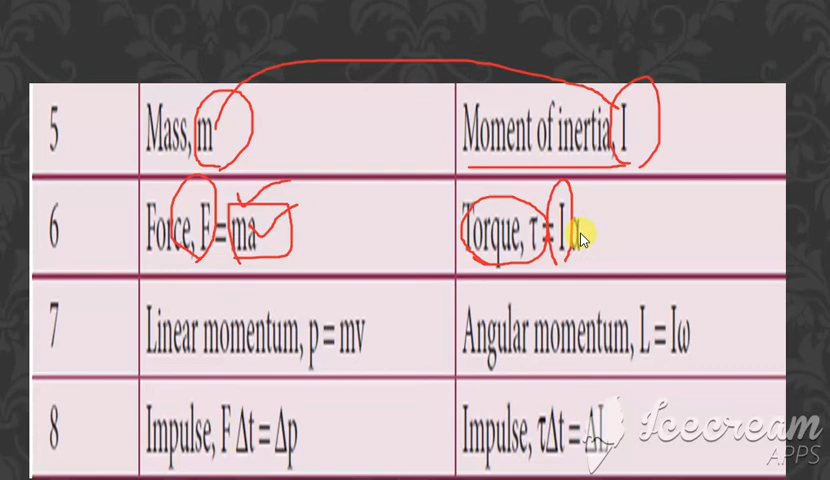 5 Mass, m Moment of inertia, I
6 Force, F = ma Torque, τ = Iα
7 Linear momentum, p = mv Angular momentum, L = Iω
8 Impulse, F Δt = Δp Impulse, τΔt = ΔL
Icecream
APPS